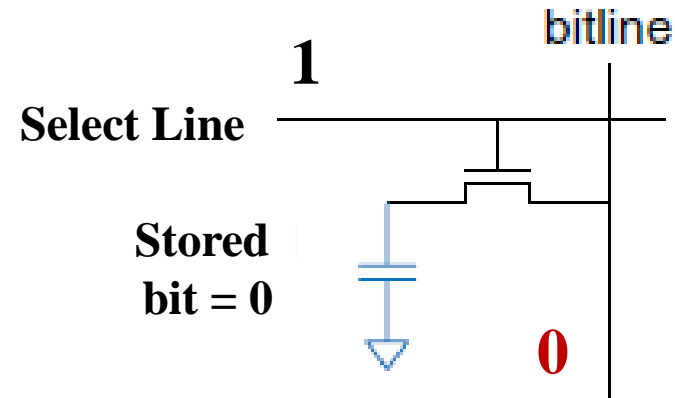 bitline
1
Select Line
Stored
bit = 0
0